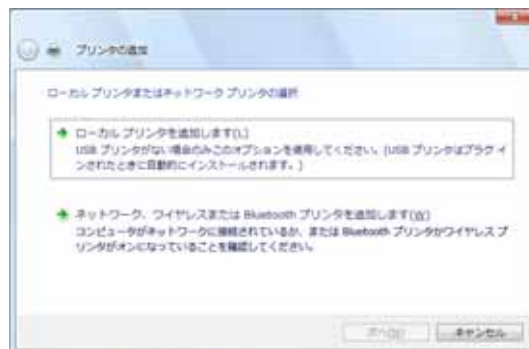 プリンタの追加
ローカル プリンタまたはネットワーク プリンタの選択
ローカル プリンタを追加します(L)
USB プリンタがない場合のみこのオプションを使用してください。(USB プリンタはプラグ イ
ンされたときに自動的にインストールされます。)
ネットワーク、ワイヤレスまたは Bluetooth プリンタを追加します(W)
コンピュータがネットワークに接続されているか、または Bluetooth プリンタかワイヤレス プ
リンタがオンになっていることを確認してください。
次へ(N) キャンセル